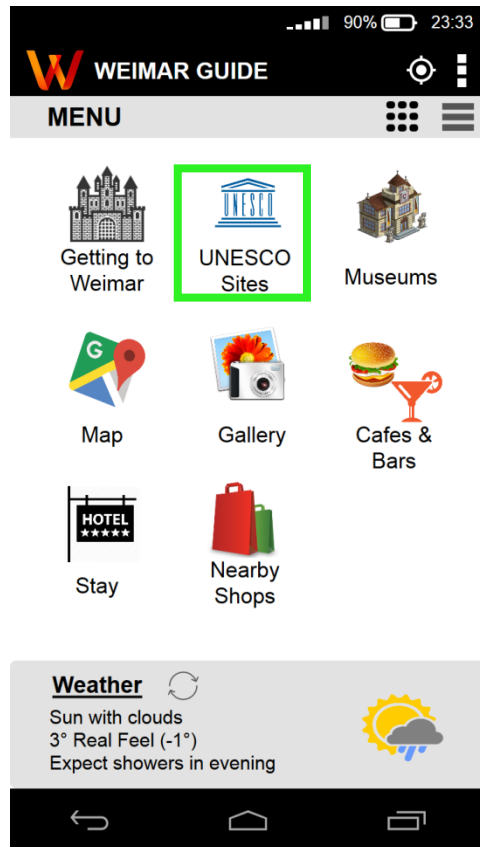 90% 23:33
WEIMAR GUIDE
MENU
UNESCO
Getting to
Weimar
UNESCO
Sites
Museums
G
Map
Gallery
Cafes &
Bars
HOTEL
★★★★★
Stay
Nearby
Shops
Weather
Sun with clouds
3° Real Feel (-1°)
Expect showers in evening